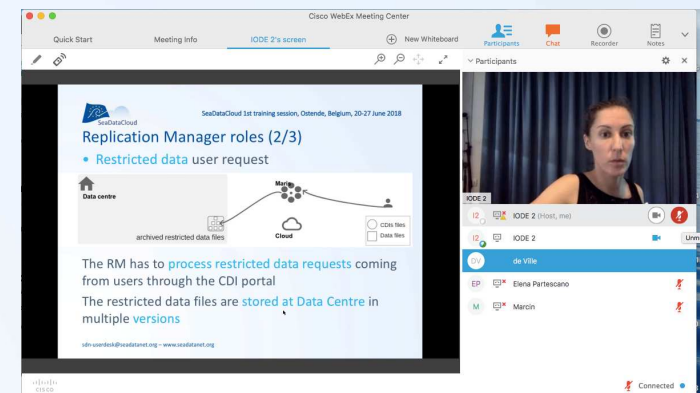 Cisco WebEx Meeting Center
Quick Start
Meeting Info
IODE 2's screen
New Whiteboard
Participants
Chat
Recorder
Notes
Participants
SeaDataCloud
SeaDataCloud 1st training session, Ostende, Belgium, 20-27 June 2018
Replication Manager roles (2/3)
• Restricted data user request
Data centre
archived restricted data files
Cloud
CDIs files
Data files
The RM has to process restricted data requests coming
from users through the CDI portal
The restricted data files are stored at Data Centre in
multiple versions
sdn-userdesk@seadatanet.org – www.seadatanet.org
IODE 2
I2 IODE 2 (Host, me)
I2 IODE 2
Unm
DV de Ville
EP Elena Partescano
M Marcin
CISCO
Connected